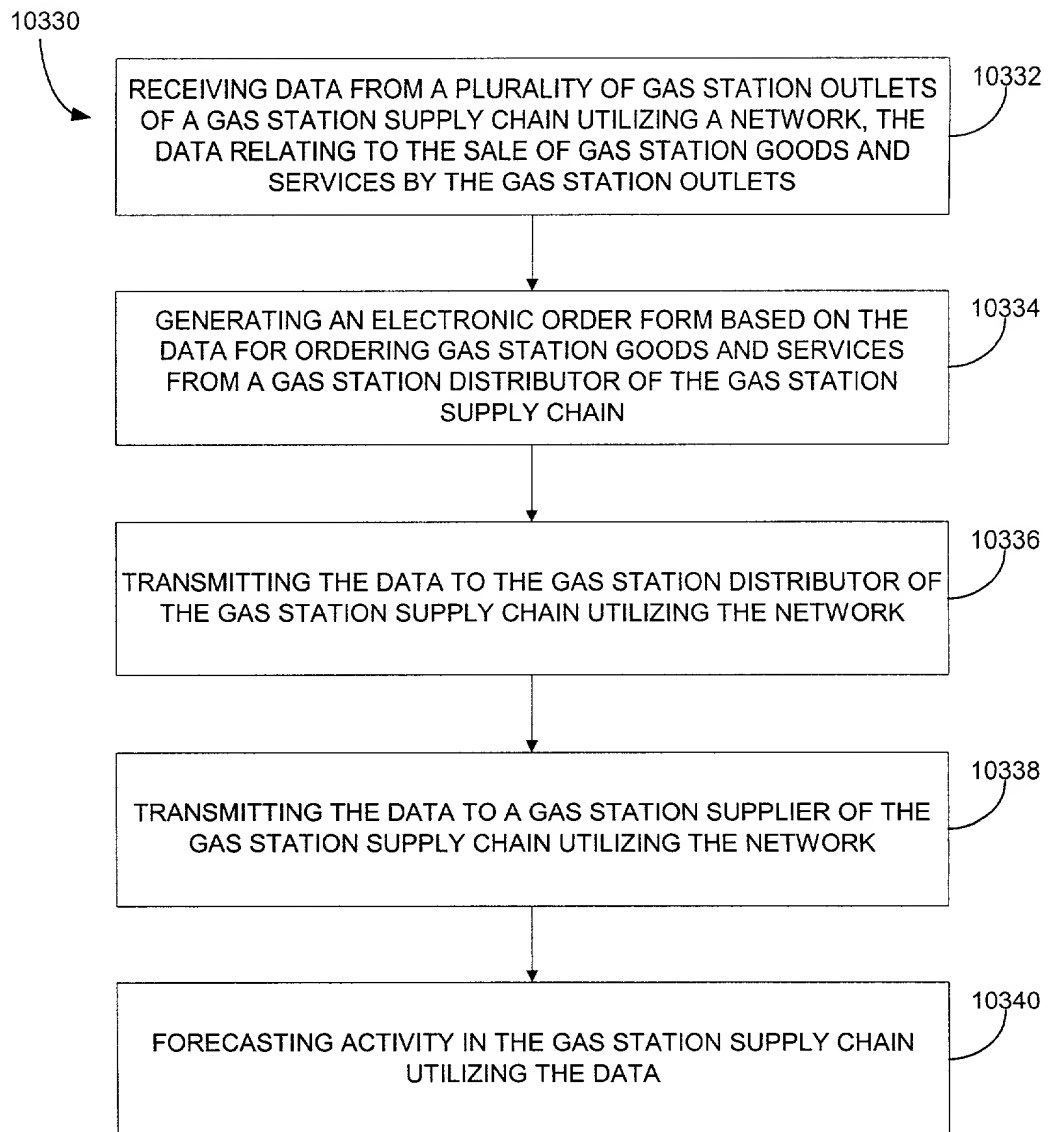 10330
10332
RECEIVING DATA FROM A PLURALITY OF GAS STATION OUTLETS
OF A GAS STATION SUPPLY CHAIN UTILIZING A NETWORK, THE
DATA RELATING TO THE SALE OF GAS STATION GOODS AND
SERVICES BY THE GAS STATION OUTLETS
10334
GENERATING AN ELECTRONIC ORDER FORM BASED ON THE
DATA FOR ORDERING GAS STATION GOODS AND SERVICES
FROM A GAS STATION DISTRIBUTOR OF THE GAS STATION
SUPPLY CHAIN
10336
TRANSMITTING THE DATA TO THE GAS STATION DISTRIBUTOR OF
THE GAS STATION SUPPLY CHAIN UTILIZING THE NETWORK
10338
TRANSMITTING THE DATA TO A GAS STATION SUPPLIER OF THE
GAS STATION SUPPLY CHAIN UTILIZING THE NETWORK
10340
FORECASTING ACTIVITY IN THE GAS STATION SUPPLY CHAIN
UTILIZING THE DATA